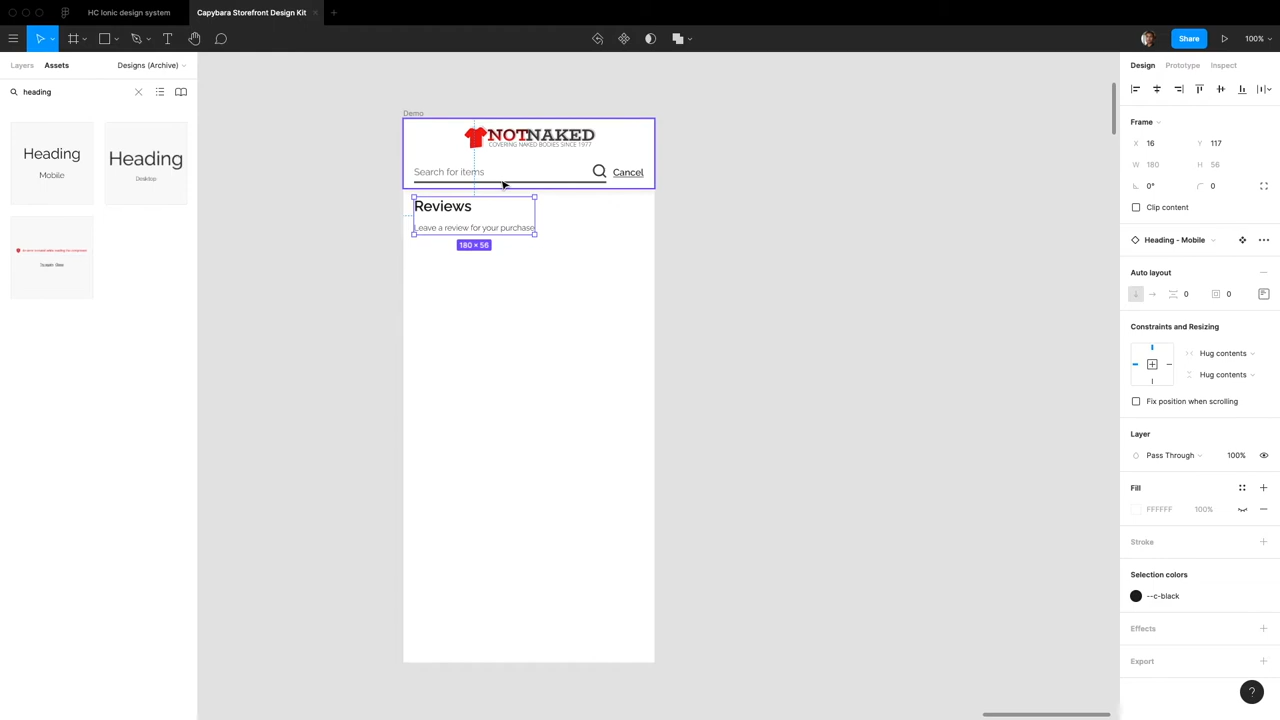 HC Ionic design system
Capybara Storefront Design Kit
Share
100%
Layers
Assets
Designs (Archive)
heading
Heading
Mobile
Heading
Desktop
Demo
NOTNAKED
COVERING NAKED BODIES SINCE 1977
Search for items
Cancel
Reviews
Leave a review for your purchase
180 × 56
Design
Prototype
Inspect
Frame
X 16
Y 117
W 180
H 56
0°
0
Clip content
Heading - Mobile
Auto layout
0
0
Constraints and Resizing
Hug contents
Hug contents
Fix position when scrolling
Layer
Pass Through
100%
Fill
FFFFFF
100%
Stroke
Selection colors
--c-black
Effects
Export
?